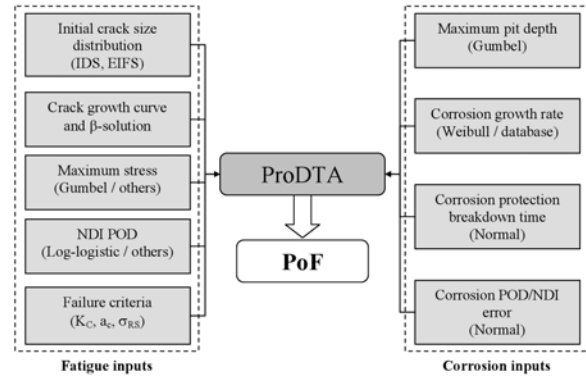 Initial crack size
distribution
(IDS, EIFS)
Crack growth curve
and β-solution
Maximum stress
(Gumbel / others)
NDI POD
(Log-logistic / others)
Failure criteria
(K_C, a_c, σ_RS)
Fatigue inputs
ProDTA
PoF
Maximum pit depth
(Gumbel)
Corrosion growth rate
(Weibull / database)
Corrosion protection
breakdown time
(Normal)
Corrosion POD/NDI
error
(Normal)
Corrosion inputs